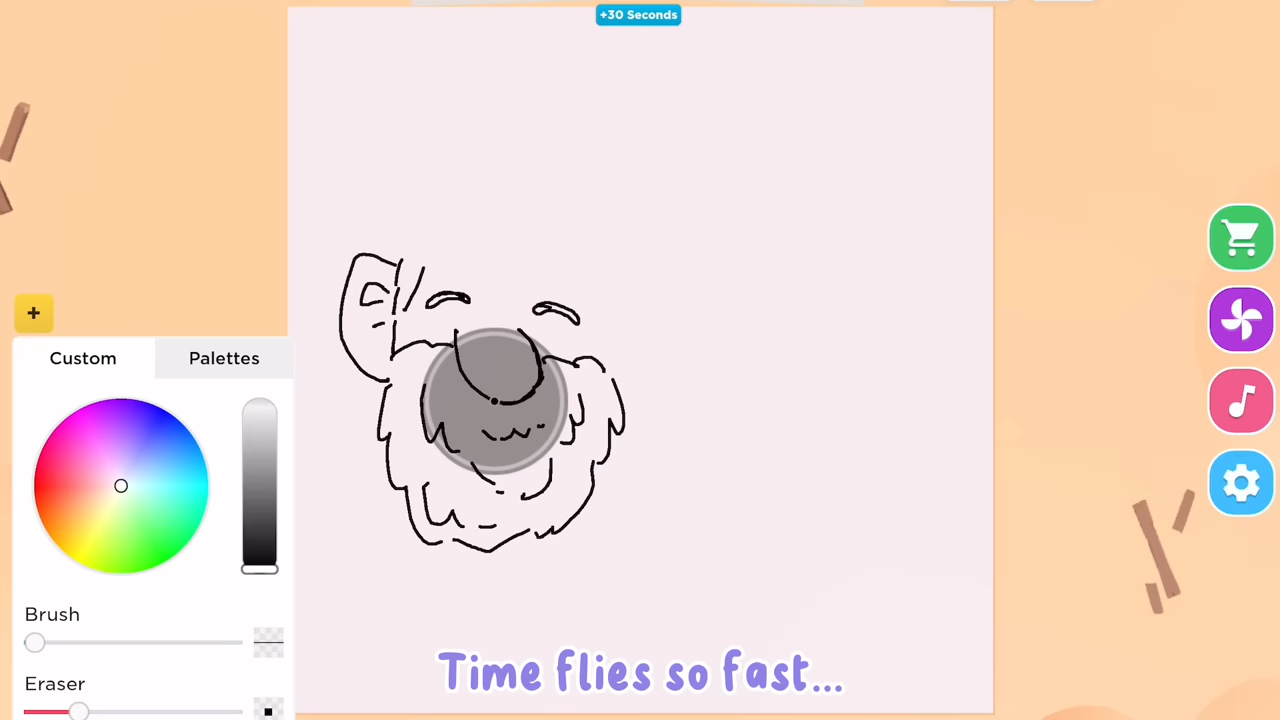 +30 Seconds
+
Custom
Palettes
Brush
Eraser
Time flies so fast...